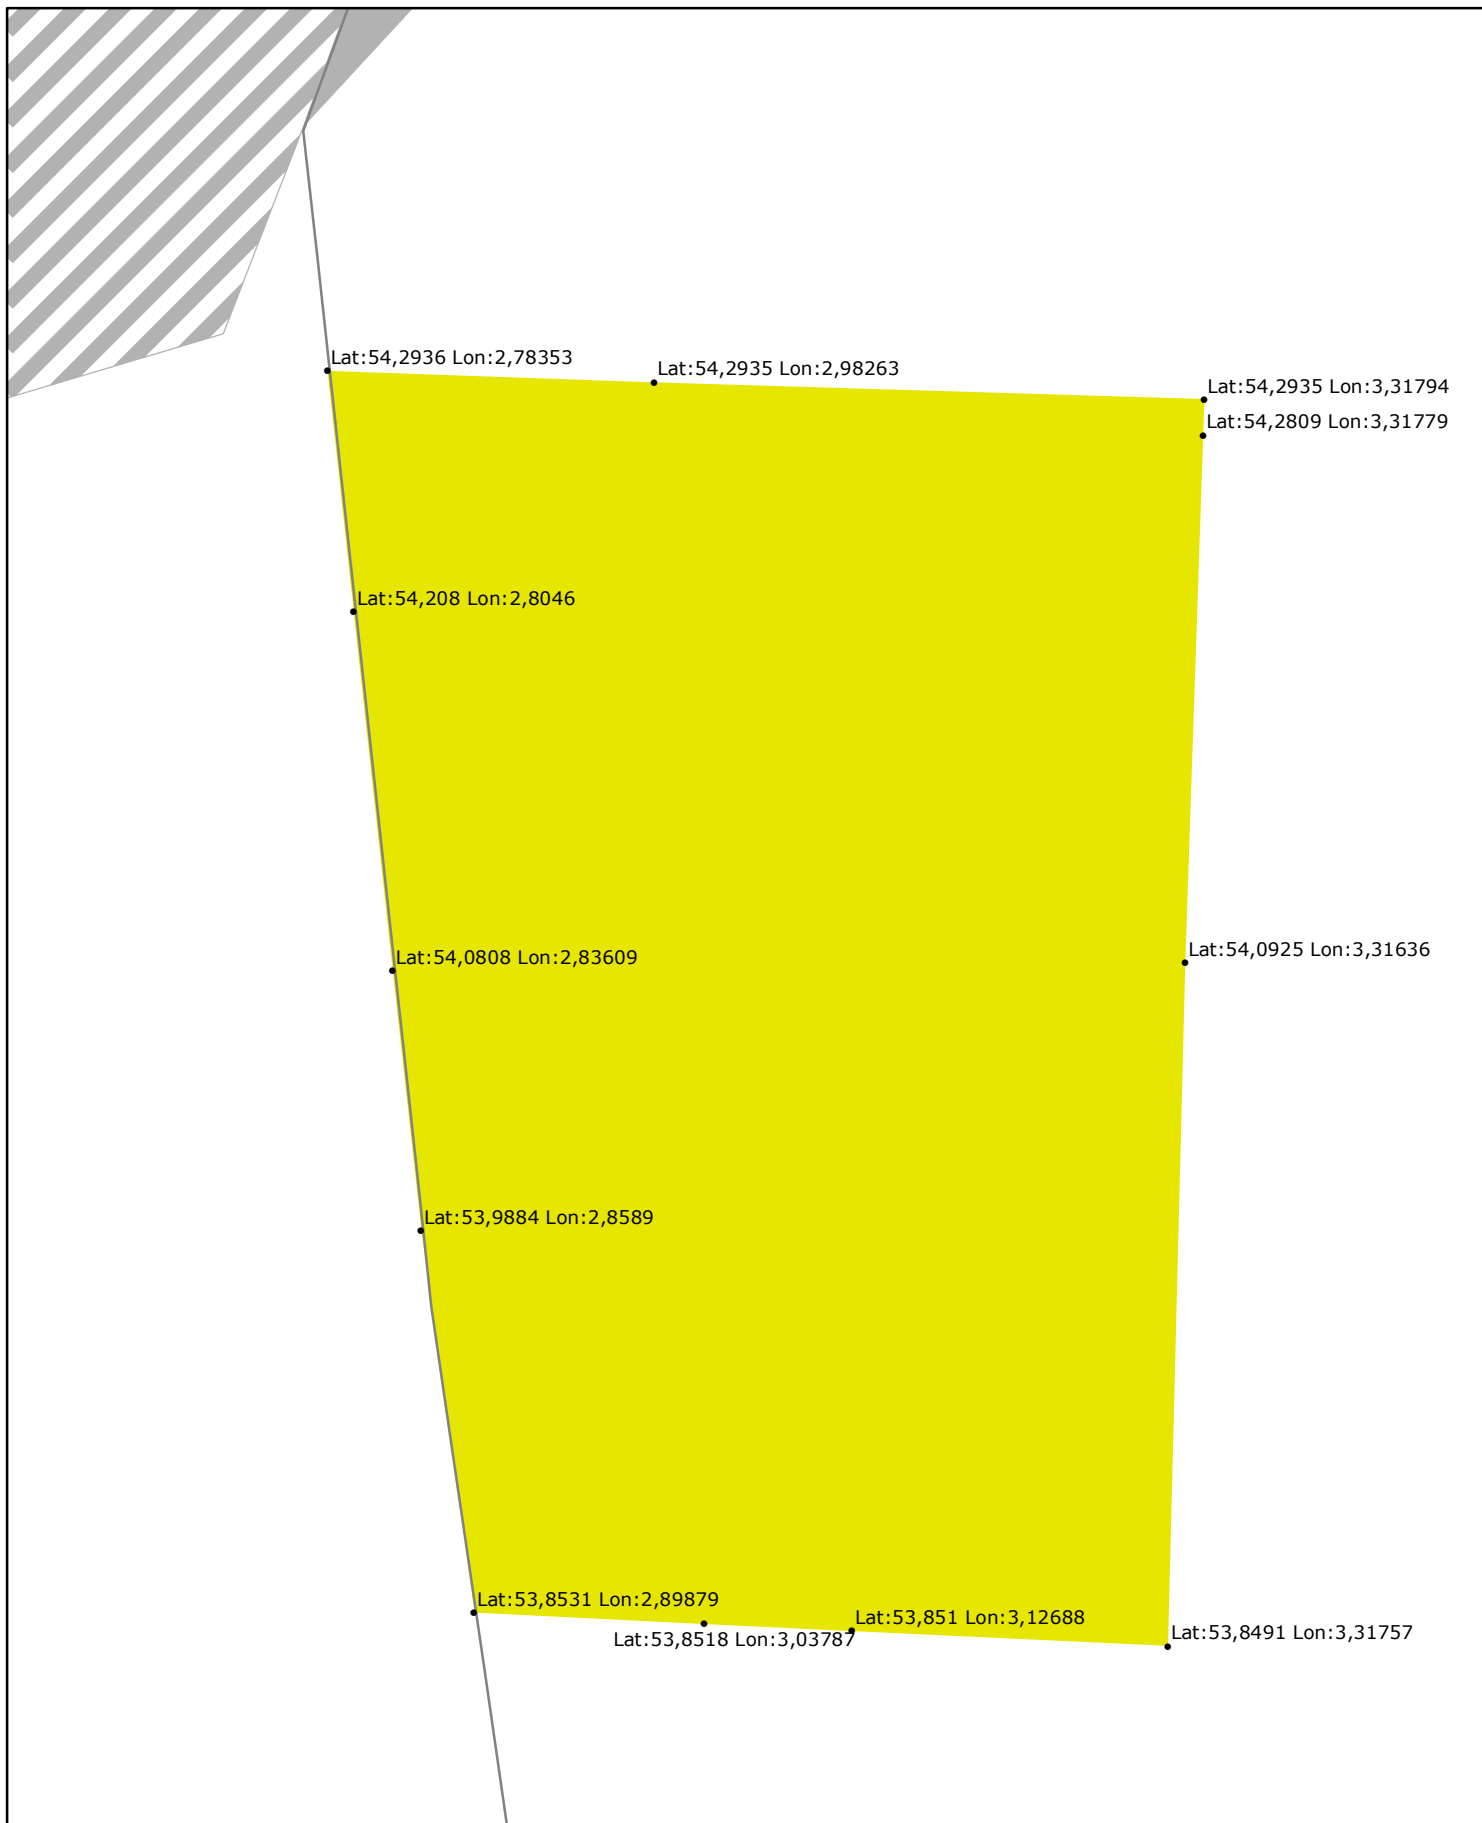 Lat:54,2936 Lon:2,78353
Lat:54,2935 Lon:2,98263
Lat:54,2935 Lon:3,31794
Lat:54,2809 Lon:3,31779
Lat:54,208 Lon:2,8046
Lat:54,0925 Lon:3,31636
Lat:54,0808 Lon:2,83609
Lat:53,9884 Lon:2,8589
Lat:53,8531 Lon:2,89879
Lat:53,851 Lon:3,12688
Lat:53,8518 Lon:3,03787
Lat:53,8491 Lon:3,31757